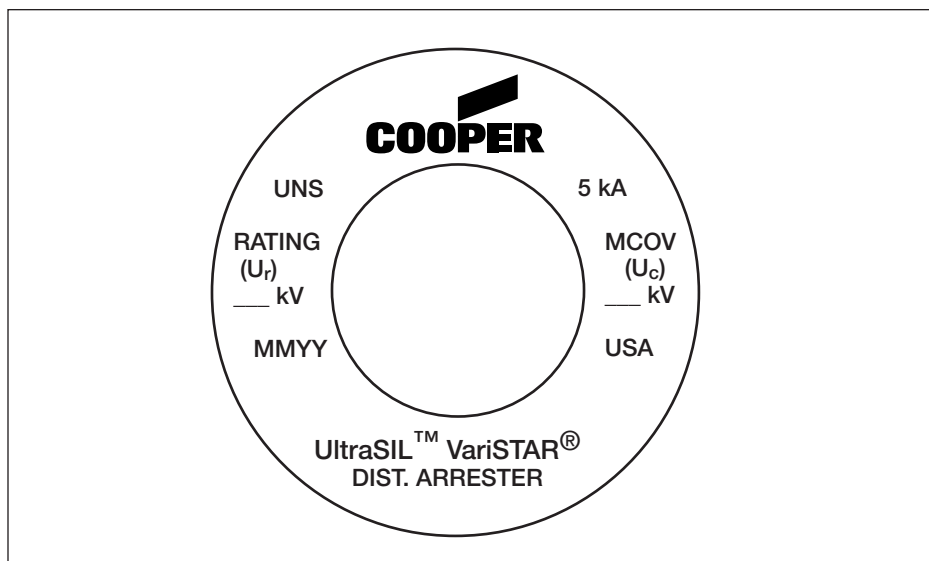 COOPER
UNS
5 kA
RATING
(Ur)
___ kV
MCOV
(Uc)
___ kV
MMYY
USA
UltraSIL™ VariSTAR®
DIST. ARRESTER